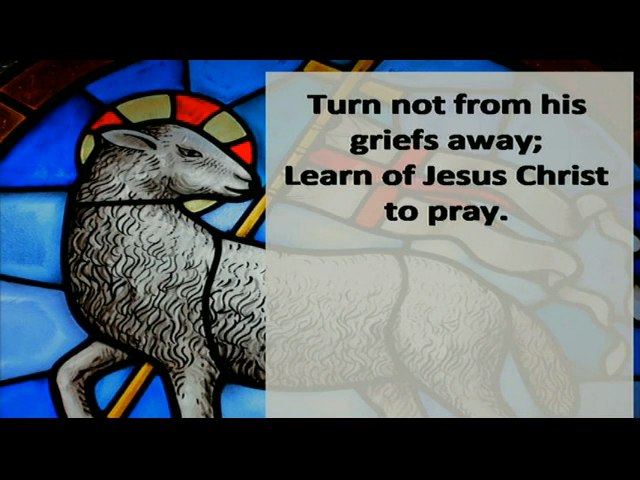 Turn not from his
griefs away;
Learn of Jesus Christ
to pray.